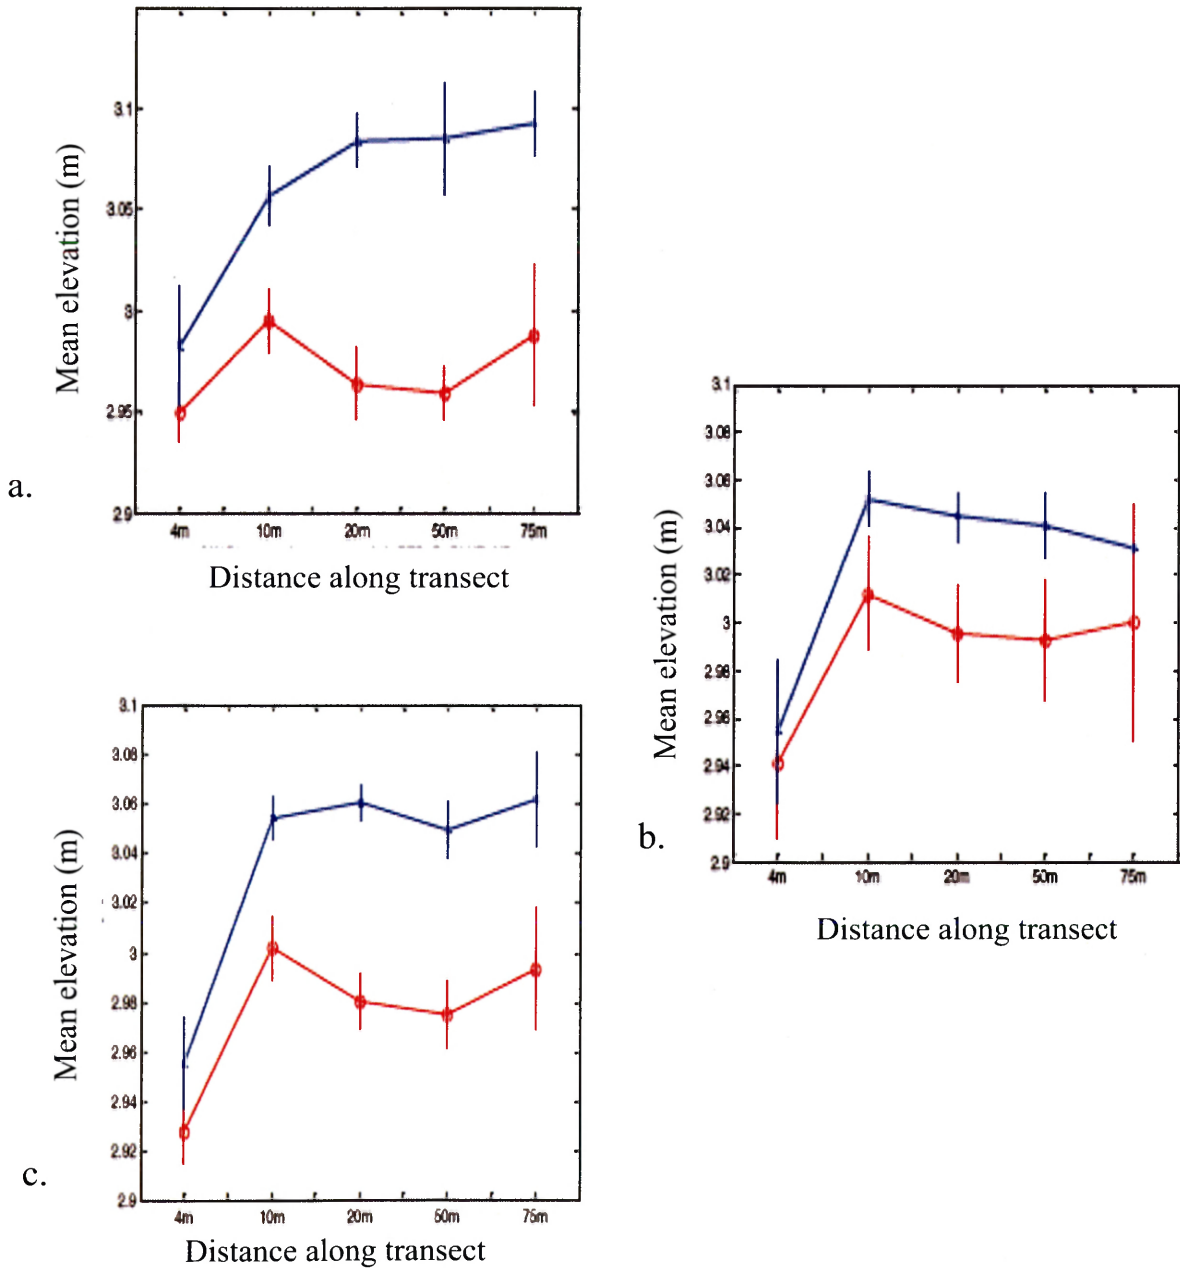 3.1
3.05
3
2.95
2.9
Mean elevation (m)
a.
4m 10m 20m 50m 75m
Distance along transect
3.1
3.08
3.06
3.04
3.02
3
2.98
2.96
2.94
2.92
2.9
Mean elevation (m)
b.
4m 10m 20m 50m 75m
Distance along transect
3.1
3.08
3.06
3.04
3.02
3
2.98
2.96
2.94
2.92
2.9
Mean elevation (m)
c.
4m 10m 20m 50m 75m
Distance along transect